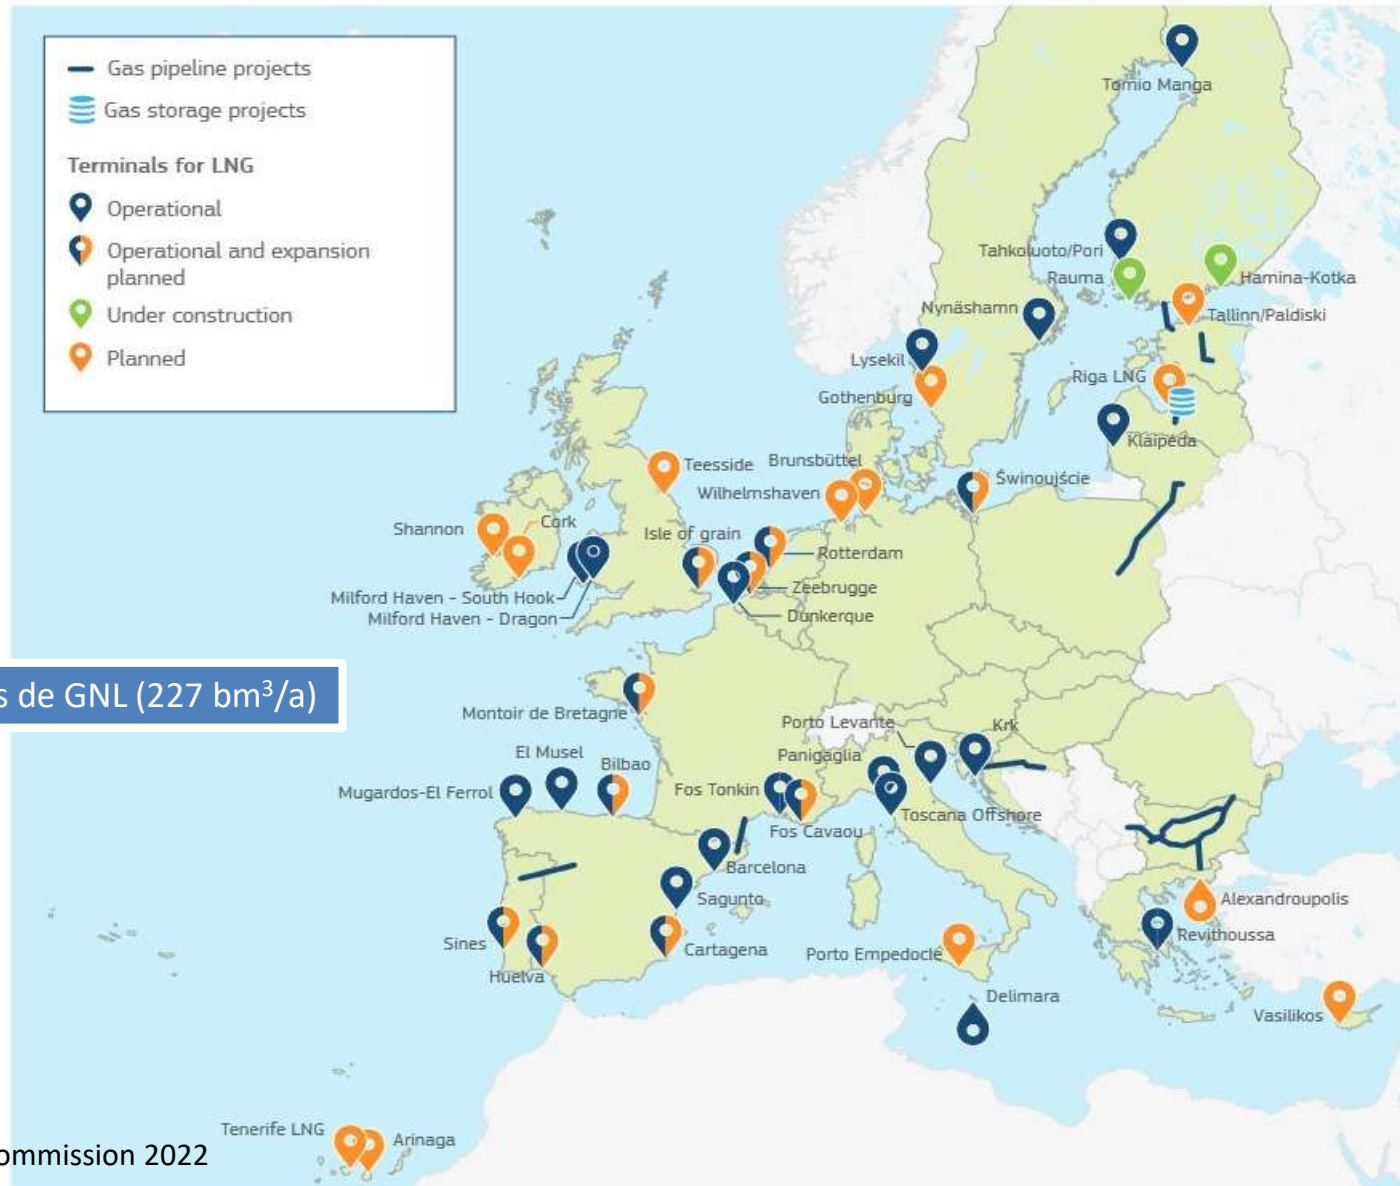 Gas pipeline projects
Gas storage projects
Terminals for LNG
Operational
Operational and expansion
planned
Under construction
Planned
Tornio Manga
Tahkoluoto/Pori
Rauma
Hamina-Kotka
Nynäshamn
Tallinn/Paldiski
Lysekil
Riga LNG
Gothenburg
Klaipėda
Teesside
Brunsbüttel
Wilhelmshaven
Świnoujście
Shannon
Cork
Isle of grain
Rotterdam
Zeebrugge
Milford Haven - South Hook
Milford Haven - Dragon
Dunkerque
s de GNL (227 bm³/a)
Montoir de Bretagne
Porto Levante
Krk
El Musel
Bilbao
Panigaglia
Mugardos-El Ferrol
Fos Tonkin
Toscana Offshore
Fos Cavaou
Barcelona
Sagunto
Alexandroupolis
Sines
Cartagena
Porto Empedocle
Revithoussa
Huelva
Delimara
Vasilikos
Tenerife LNG
Arinaga
ommission 2022